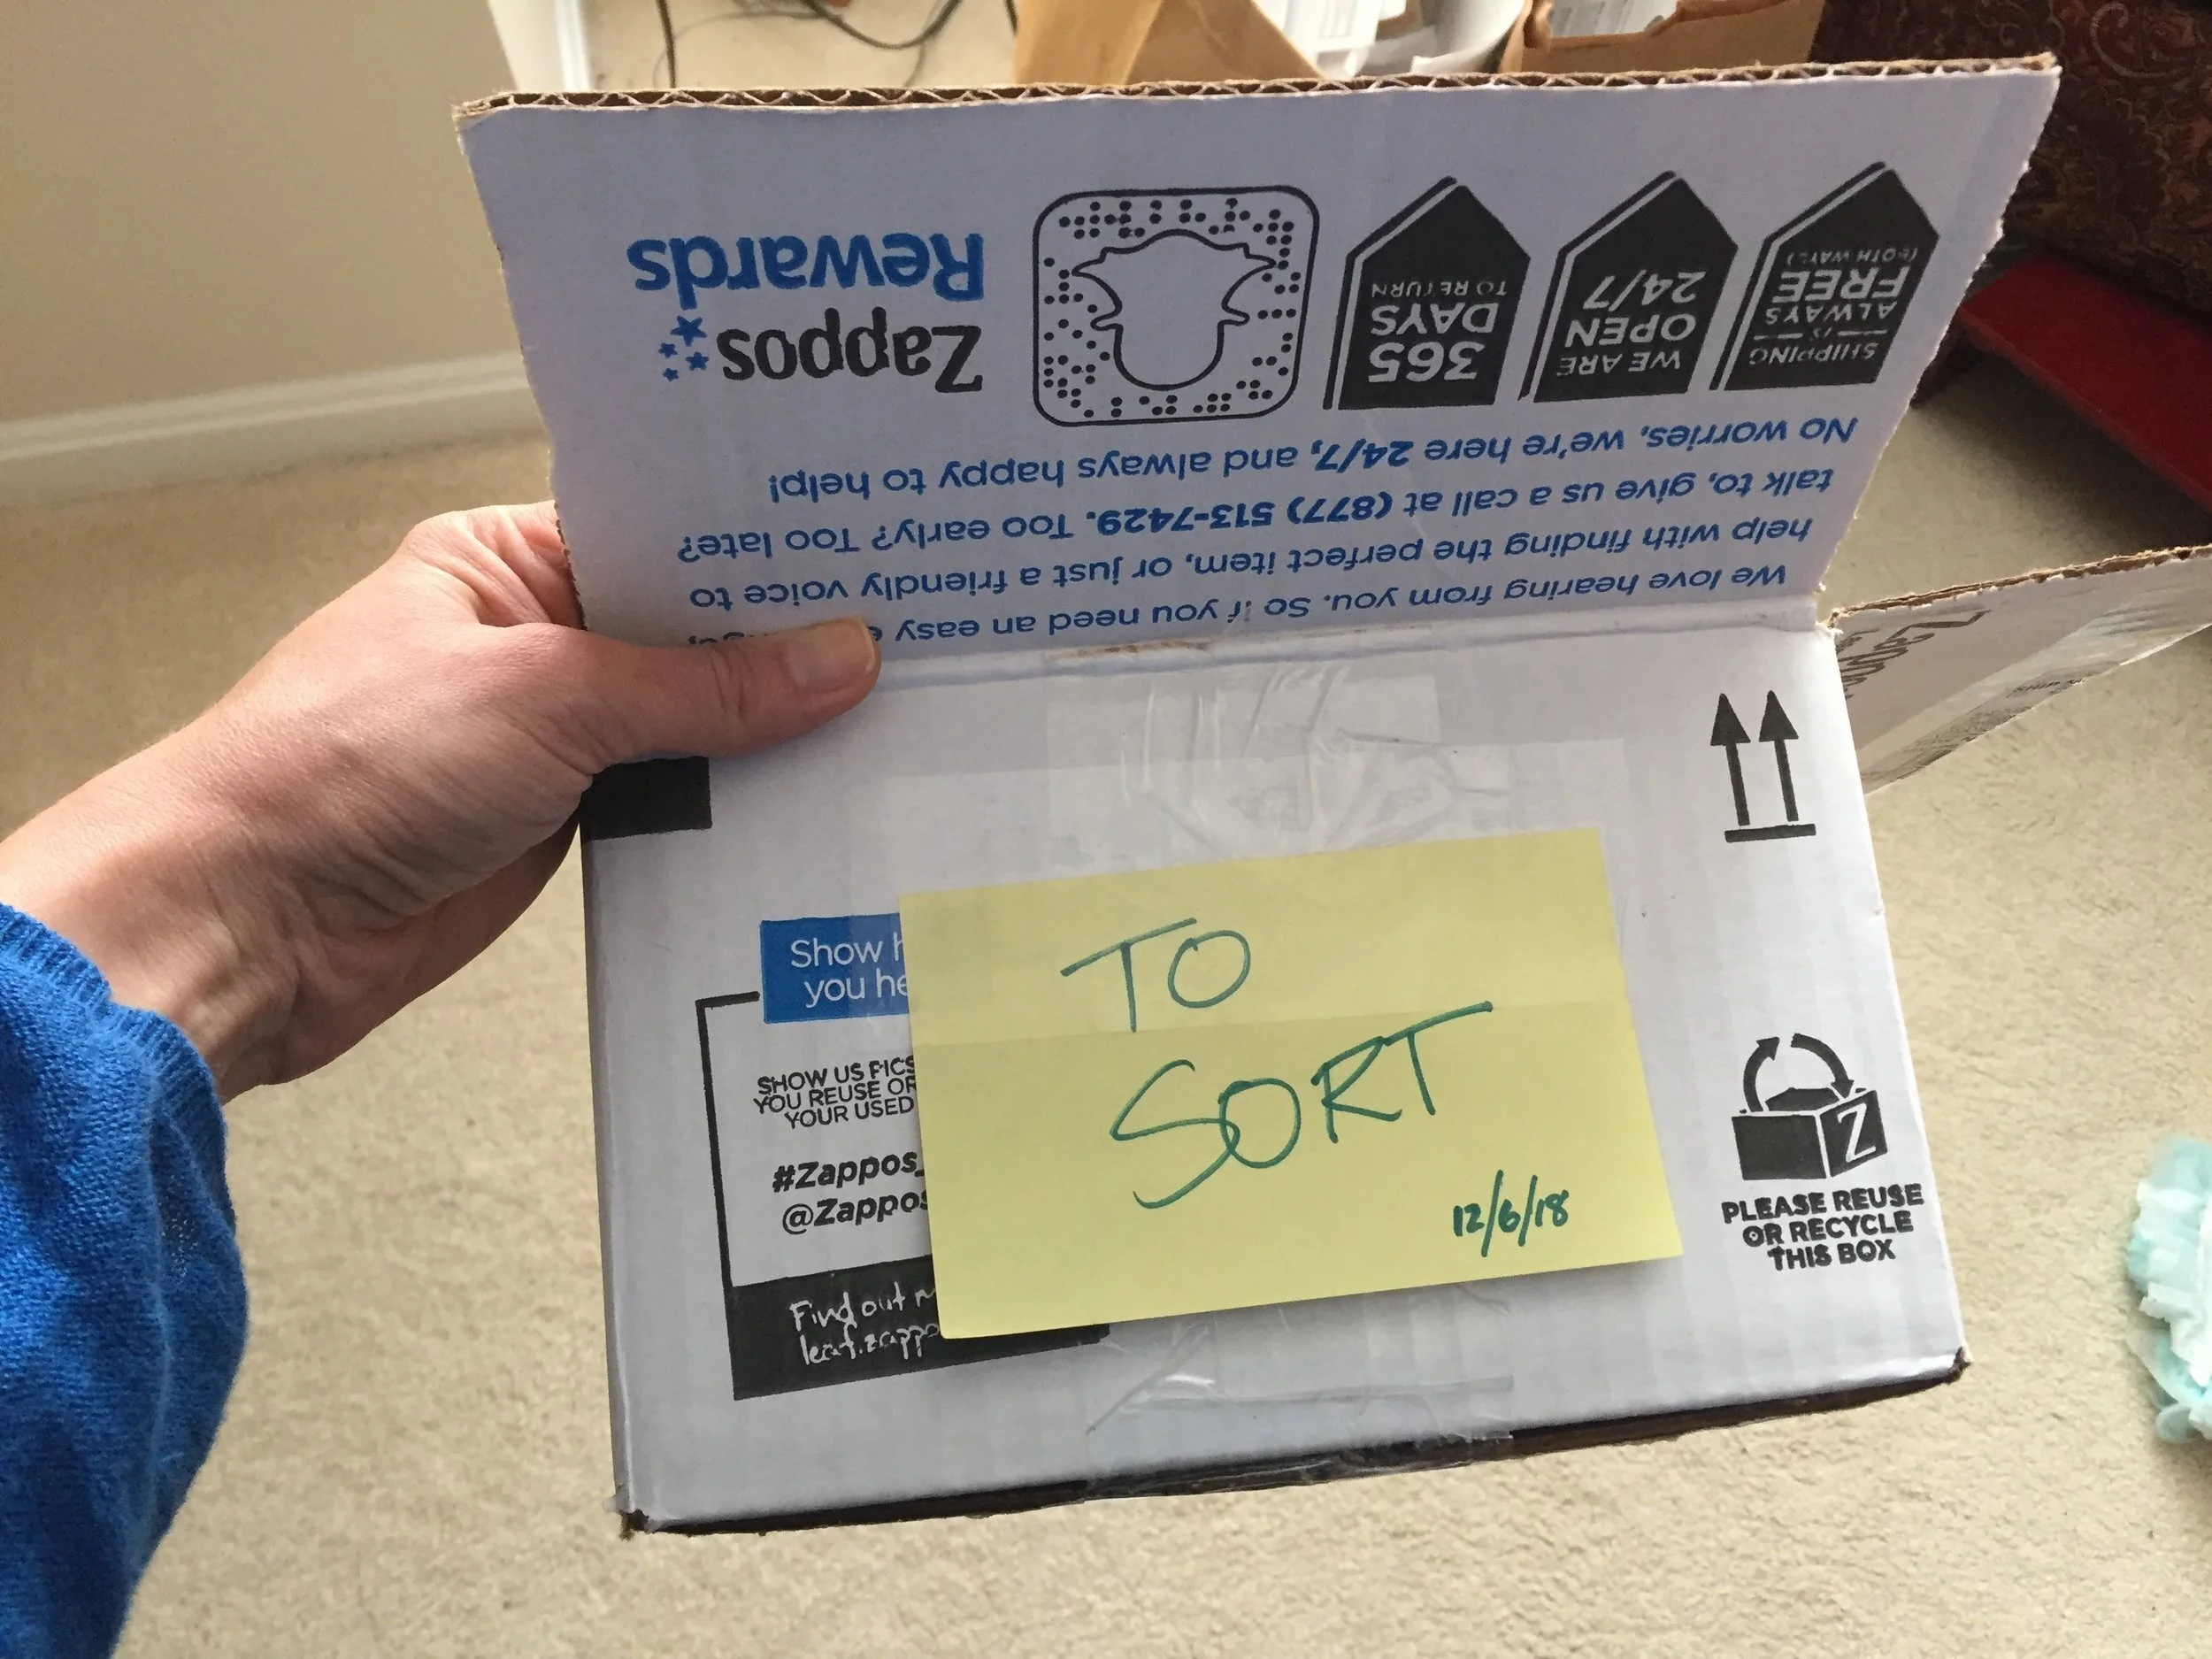 Zappos
Rewards
365
DAYS
TO RETURN
WE ARE
OPEN
24/7
SHIPPING
IS
ALWAYS
FREE
(BOTH WAYS)
We love hearing from you. So if you need an easy
help with finding the perfect item, or just a friendly voice to
talk to, give us a call at (877) 513-7429. Too early? Too late?
No worries, we're here 24/7, and always happy to help!
Show
you
SHOW US PICS
YOU REUSE OR
YOUR USED
#Zappos_
@Zappos
Find out
leaf.zappo
TO
SORT
12/6/18
Z
PLEASE REUSE
OR RECYCLE
THIS BOX